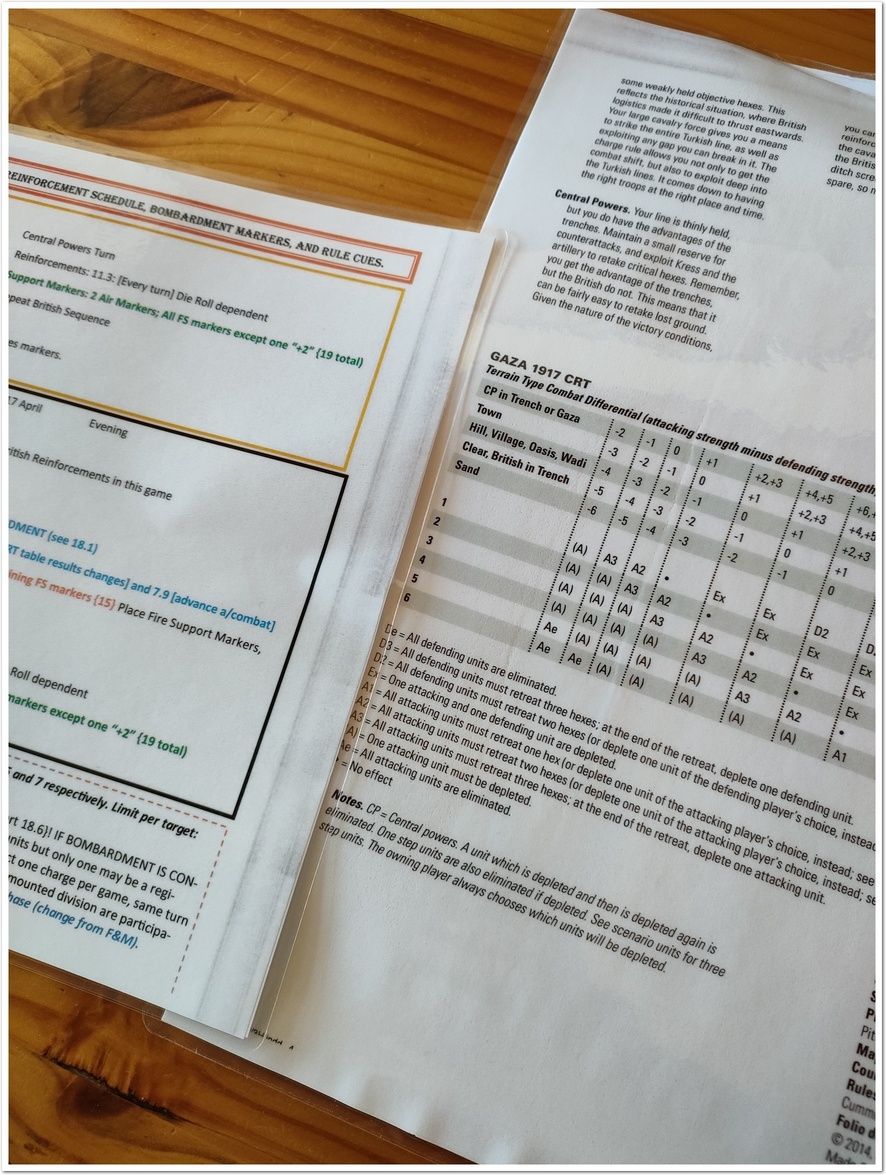 REINFORCEMENT SCHEDULE, BOMBARDMENT MARKERS, AND RULE CUES.
Central Powers Turn
Reinforcements: 11.3: [Every turn] Die Roll dependent
Support Markers: 2 Air Markers; All FS markers except one "+2" {19 total)
peat British Sequence
es markers.
17 April
Evening
itish Reinforcements in this game
DMENT (see 18.1)
RT table results changes] and 7.9 [advance a/combat]
ining FS markers {15} Place Fire Support Markers,
Roll dependent
markers except one "+2" (19 total)
and 7 respectively. Limit per target:
rt 18.6}! IF BOMBARDMENT IS CON-
units but only one may be a regi-
ct one charge per game, same turn
mounted division are participa-
hase (change from F&M).
some weakly held objective hexes. This
reflects the historical situation, where British
logistics made it difficult to thrust eastwards.
Your large cavalry force gives you a means
to strike the entire Turkish line, as well as
exploiting any gap you can break in it. The
charge rule allows you not only to get the
combat shift, but also to exploit deep into
the Turkish lines. It comes down to having
the right troops at the right place and time.
Central Powers. Your line is thinly held,
but you do have the advantages of the
trenches. Maintain a small reserve for
counterattacks, and exploit Kress and the
artillery to retake critical hexes. Remember,
you get the advantage of the trenches,
but the British do not. This means that it
can be fairly easy to retake lost ground.
Given the nature of the victory conditions,
you can
reinforc
the cava
the British
ditch scre
spare, so m
GAZA 1917 CRT
Terrain Type Combat Differential (attacking strength minus defending strength
CP in Trench or Gaza -2 -1 0 +1 +2,+3 +4,+5 +6,+
Town -3 -2 -1 0 +1 +2,+3 +4,+5
Hill, Village, Oasis, Wadi -4 -3 -2 -1 0 +1 +2,+3
Clear, British in Trench -5 -4 -3 -2 -1 0 +1
Sand -6 -5 -4 -3 -2 -1 0
1 (A) A3 A2 • Ex Ex D2 D
2 (A) (A) A3 A2 • Ex Ex
3 (A) (A) (A) A3 A2 • Ex Ex
4 (A) (A) (A) (A) A3 A2 • Ex
5 Ae (A) (A) (A) A3 A2 •
6 Ae Ae (A) (A) (A) (A) A1
De = All defending units are eliminated.
D3 = All defending units must retreat three hexes; at the end of the retreat, deplete one defending unit.
D2 = All defending units must retreat two hexes (or deplete one unit of the defending player's choice, instead
Ex = One attacking and one defending unit are depleted.
A1 = All attacking units must retreat one hex (or deplete one unit of the attacking player's choice, instead; see
A2 = All attacking units must retreat two hexes (or deplete one unit of the attacking player's choice, instead; se
A3 = All attacking units must retreat three hexes; at the end of the retreat, deplete one attacking unit.
(A) = One attacking unit must be depleted.
Ae = All attacking units are eliminated.
• = No effect
Notes. CP = Central powers. A unit which is depleted and then is depleted again is
eliminated. One step units are also eliminated if depleted. See scenario units for three
step units. The owning player always chooses which units will be depleted.
Pit
Ma
Cou
Rules
Cumm
Folio d
© 2014,
Made